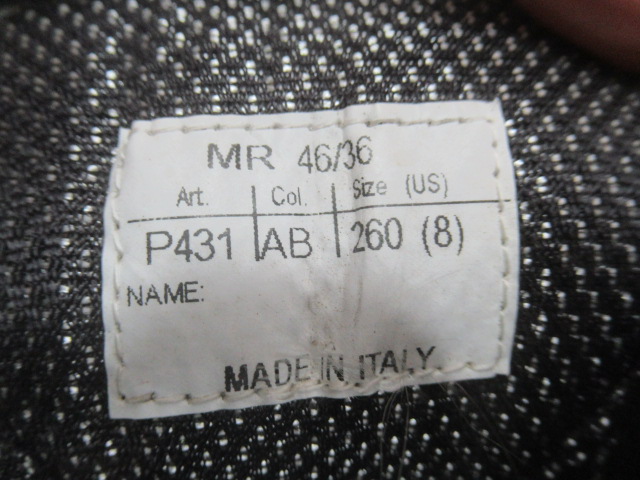 MR 46/36
Art. Col. Size (US)
P431 AB 260 (8)
NAME:
MADE IN ITALY